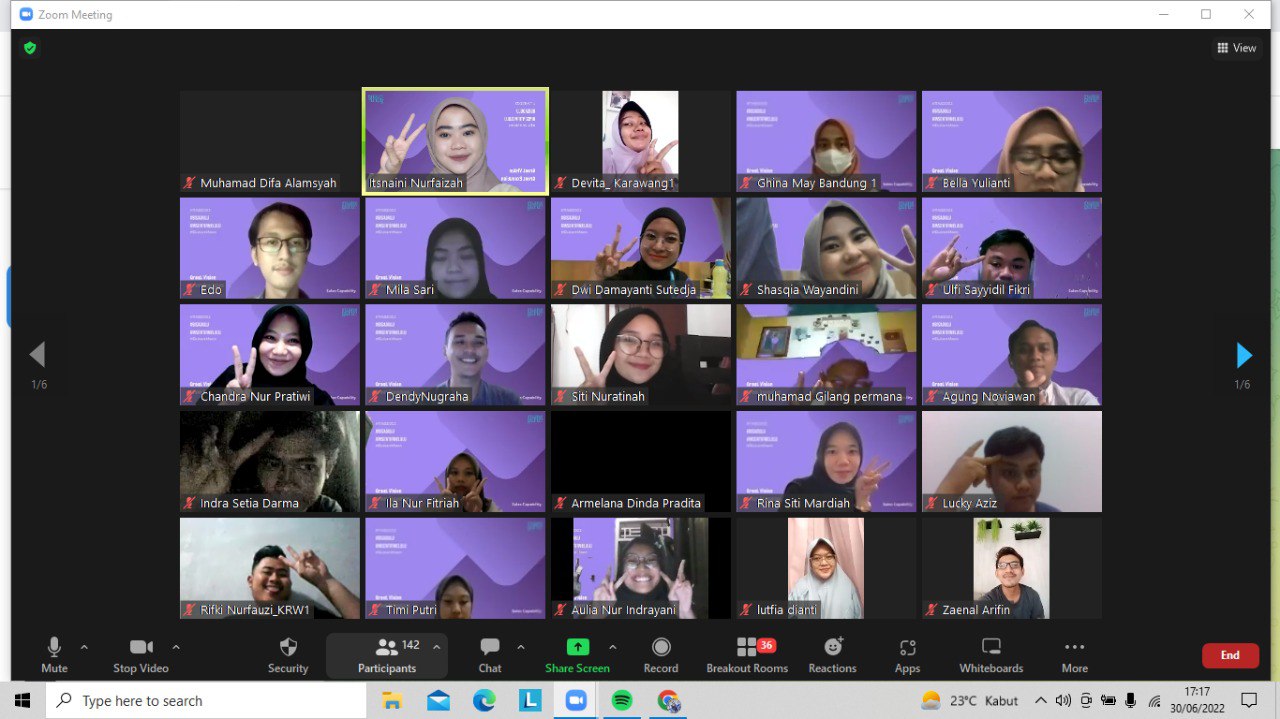 Zoom Meeting
View
Muhamad Difa Alamsyah
Itsnaini Nurfaizah
Devita_ Karawang1
Ghina May Bandung 1
Bella Yulianti
Edo
Mila Sari
Dwi Damayanti Sutedja
Shasqia Wayandini
Ulfi Sayyidil Fikri
Chandra Nur Pratiwi
DendyNugraha
Siti Nuratinah
muhamad Gilang permana
Agung Noviawan
1/6
1/6
Indra Setia Darma
Ila Nur Fitriah
Armelana Dinda Pradita
Rina Siti Mardiah
Lucky Aziz
Rifki Nurfauzi_KRW1
Timi Putri
Aulia Nur Indrayani
lutfia gianti
Zaenal Arifin
Mute
Stop Video
Security
142
Participants
Chat
Share Screen
Record
36
Breakout Rooms
Reactions
Apps
Whiteboards
More
End
Type here to search
23°C Kabut
17:17
30/06/2022